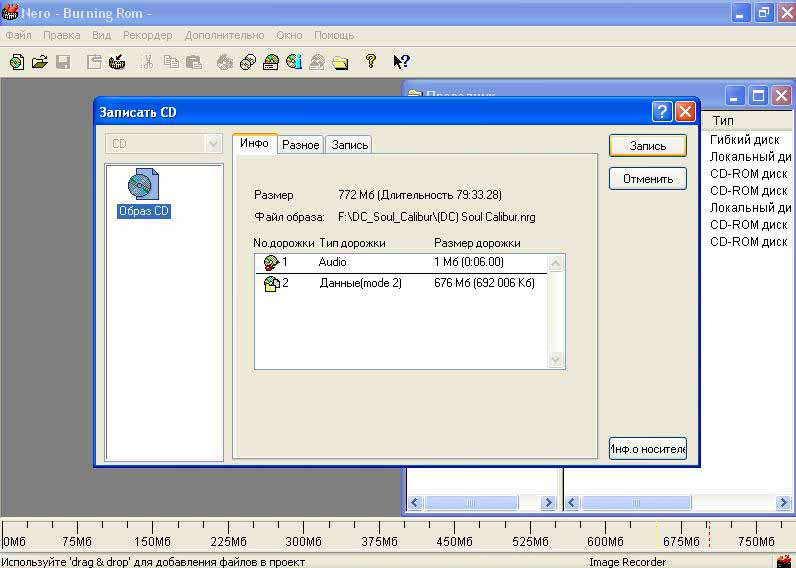 Nero - Burning Rom -
Файл Правка Вид Рекордер Дополнительно Окно Помощь
Записать CD
Тип
CD
Инфо Разное Запись
Запись
Отменить
Гибкий диск
Локальный ди
CD-ROM диск
CD-ROM диск
Локальный ди
CD-ROM диск
CD-ROM диск
Образ CD
Размер 772 Мб (Длительность 79:33.28)
Файл образа: F:\DC_Soul_Calibur\(DC) Soul Calibur.nrg
No.дорожки Тип дорожки Размер дорожки
1 Audio 1 Мб (0:06.00)
2 Данные(mode 2) 676 Мб (692 006 Кб)
Инф.о носителе
0Мб 75Мб 150Мб 225Мб 300Мб 375Мб 450Мб 525Мб 600Мб 675Мб 750Мб
Используйте 'drag & drop' для добавления файлов в проект Image Recorder